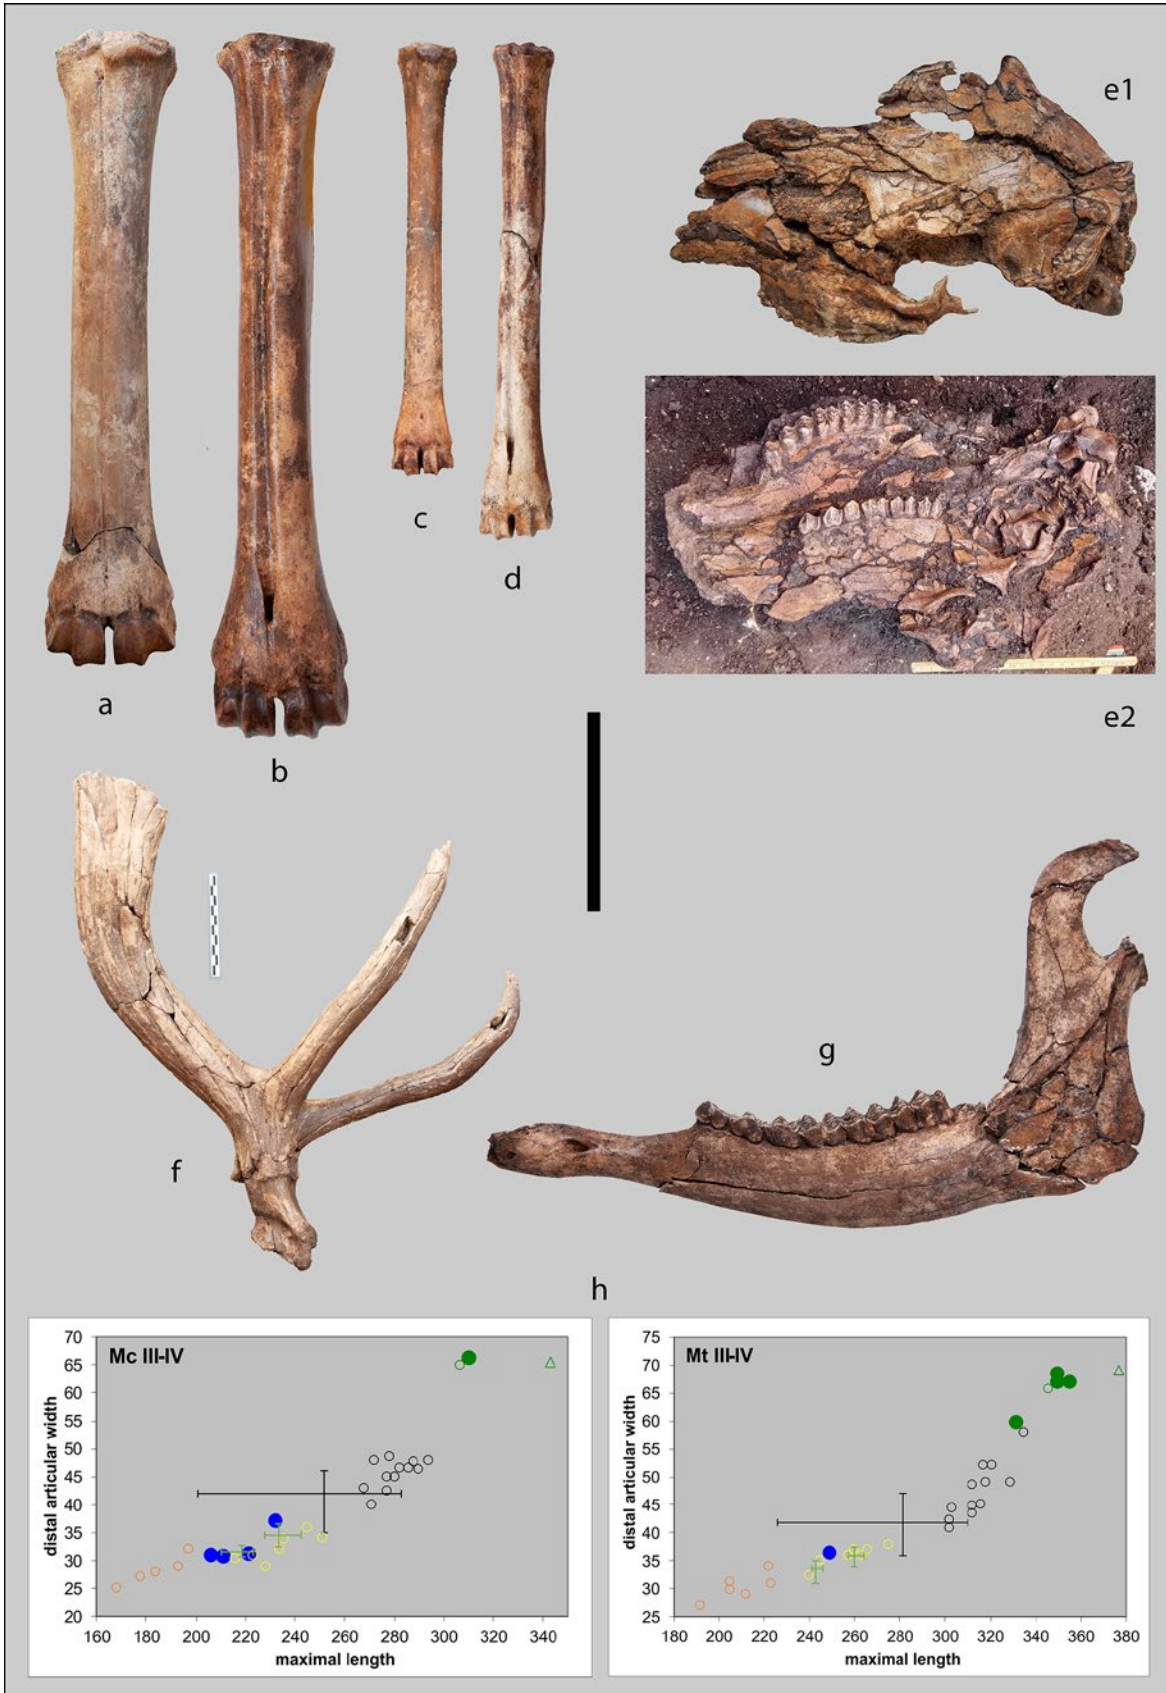 e1
c
d
a
b
e2
g
f
h
Mc III-IV
distal articular width
70
65
60
55
50
45
40
35
30
25
20
160 180 200 220 240 260 280 300 320 340
maximal length
Mt III-IV
distal articular width
75
70
65
60
55
50
45
40
35
30
25
180 200 220 240 260 280 300 320 340 360 380
maximal length